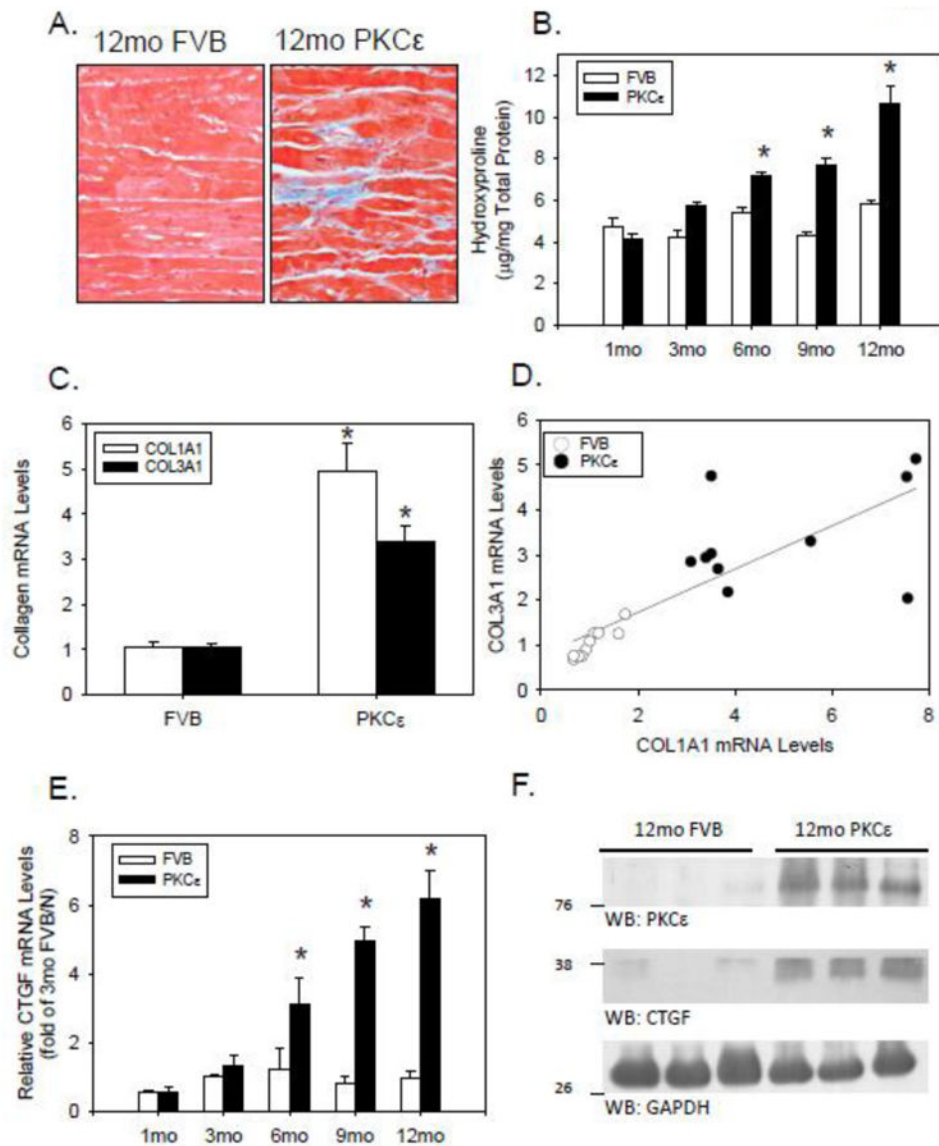 A.
12mo FVB 12mo PKCε
B.
FVB
PKCε
Hydroxyproline
(µg/mg Total Protein)
12
10
8
6
4
2
0
* * *
1mo 3mo 6mo 9mo 12mo
C.
COL1A1
COL3A1
Collagen mRNA Levels
6
5
4
3
2
1
0
* *
FVB PKCε
D.
FVB
PKCε
COL3A1 mRNA Levels
6
5
4
3
2
1
0
0 2 4 6 8
COL1A1 mRNA Levels
E.
FVB
PKCε
Relative CTGF mRNA Levels
(fold of 3mo FVB/N)
8
6
4
2
0
* * *
1mo 3mo 6mo 9mo 12mo
F.
12mo FVB 12mo PKCε
76
WB: PKCε
38
WB: CTGF
26
WB: GAPDH